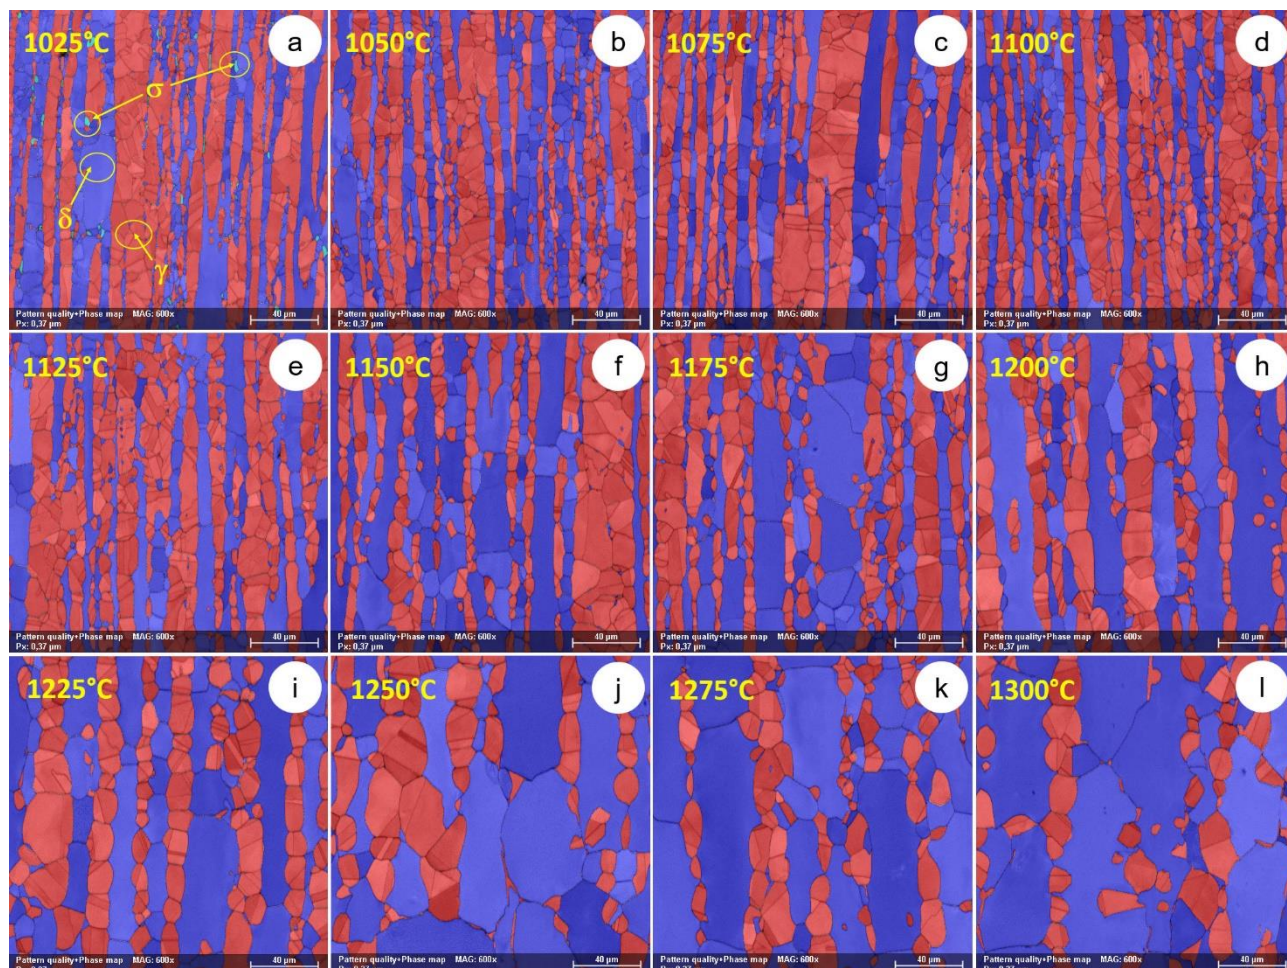 1025°C a
σ
δ
γ
Pattern quality+Phase map MAG: 600x 40 µm
Px: 0,37 µm
1050°C b
Pattern quality+Phase map MAG: 600x 40 µm
Px: 0,37 µm
1075°C c
Pattern quality+Phase map MAG: 600x 40 µm
Px: 0,37 µm
1100°C d
Pattern quality+Phase map MAG: 600x 40 µm
Px: 0,37 µm
1125°C e
Pattern quality+Phase map MAG: 600x 40 µm
Px: 0,37 µm
1150°C f
Pattern quality+Phase map MAG: 600x 40 µm
Px: 0,37 µm
1175°C g
Pattern quality+Phase map MAG: 600x 40 µm
Px: 0,37 µm
1200°C h
Pattern quality+Phase map MAG: 600x 40 µm
Px: 0,37 µm
1225°C i
Pattern quality+Phase map MAG: 600x 40 µm
1250°C j
Pattern quality+Phase map MAG: 600x 40 µm
1275°C k
Pattern quality+Phase map MAG: 600x 40 µm
1300°C l
Pattern quality+Phase map MAG: 600x 40 µm